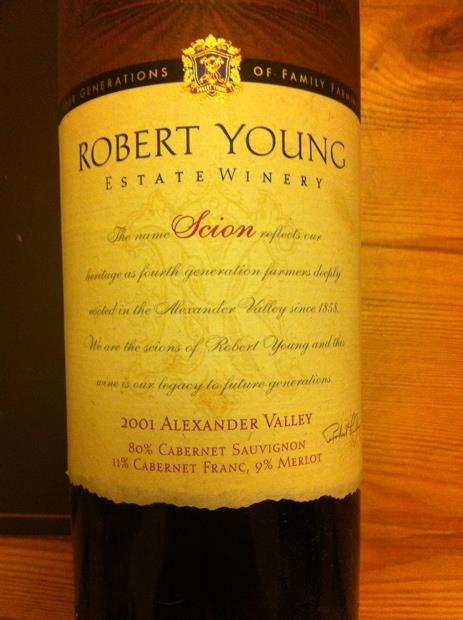 GENERATIONS OF FAMILY FARMING
ROBERT YOUNG
ESTATE WINERY
The name Scion reflects our
heritage as fourth generation farmers deeply
rooted in the Alexander Valley since 1858.
We are the scions of Robert Young and this
wine is our legacy to future generations.
2001 ALEXANDER VALLEY
80% CABERNET SAUVIGNON
11% CABERNET FRANC, 9% MERLOT